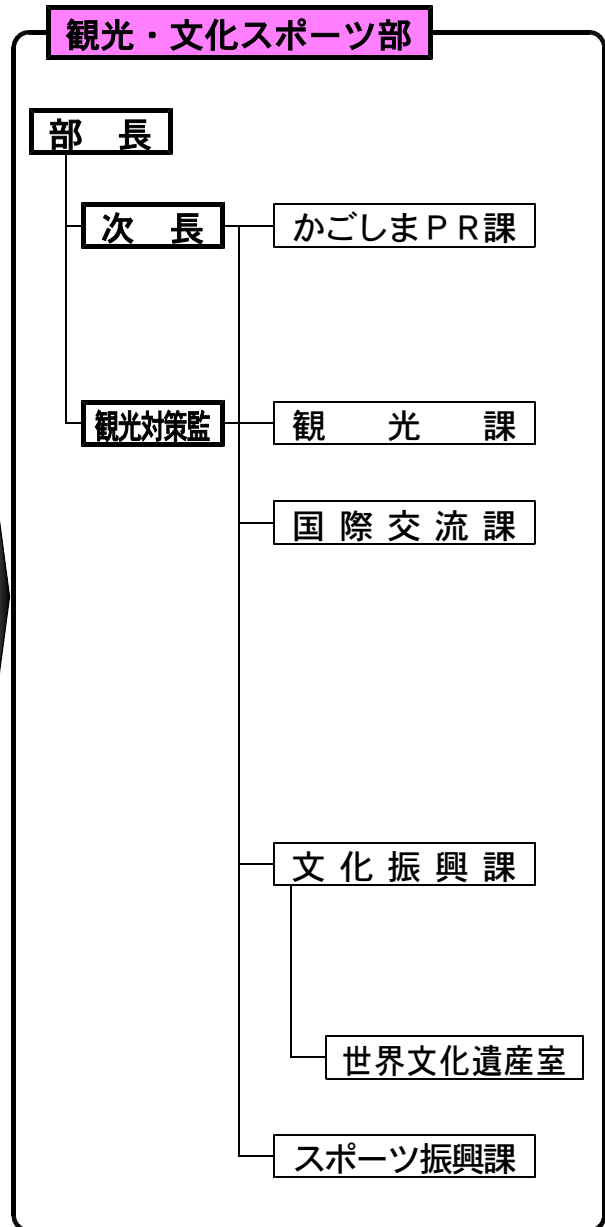 観光・文化スポーツ部
部　長
次　長
かごしまＰＲ課
観光対策監
観　光　課
国際交流課
文化振興課
世界文化遺産室
スポーツ振興課